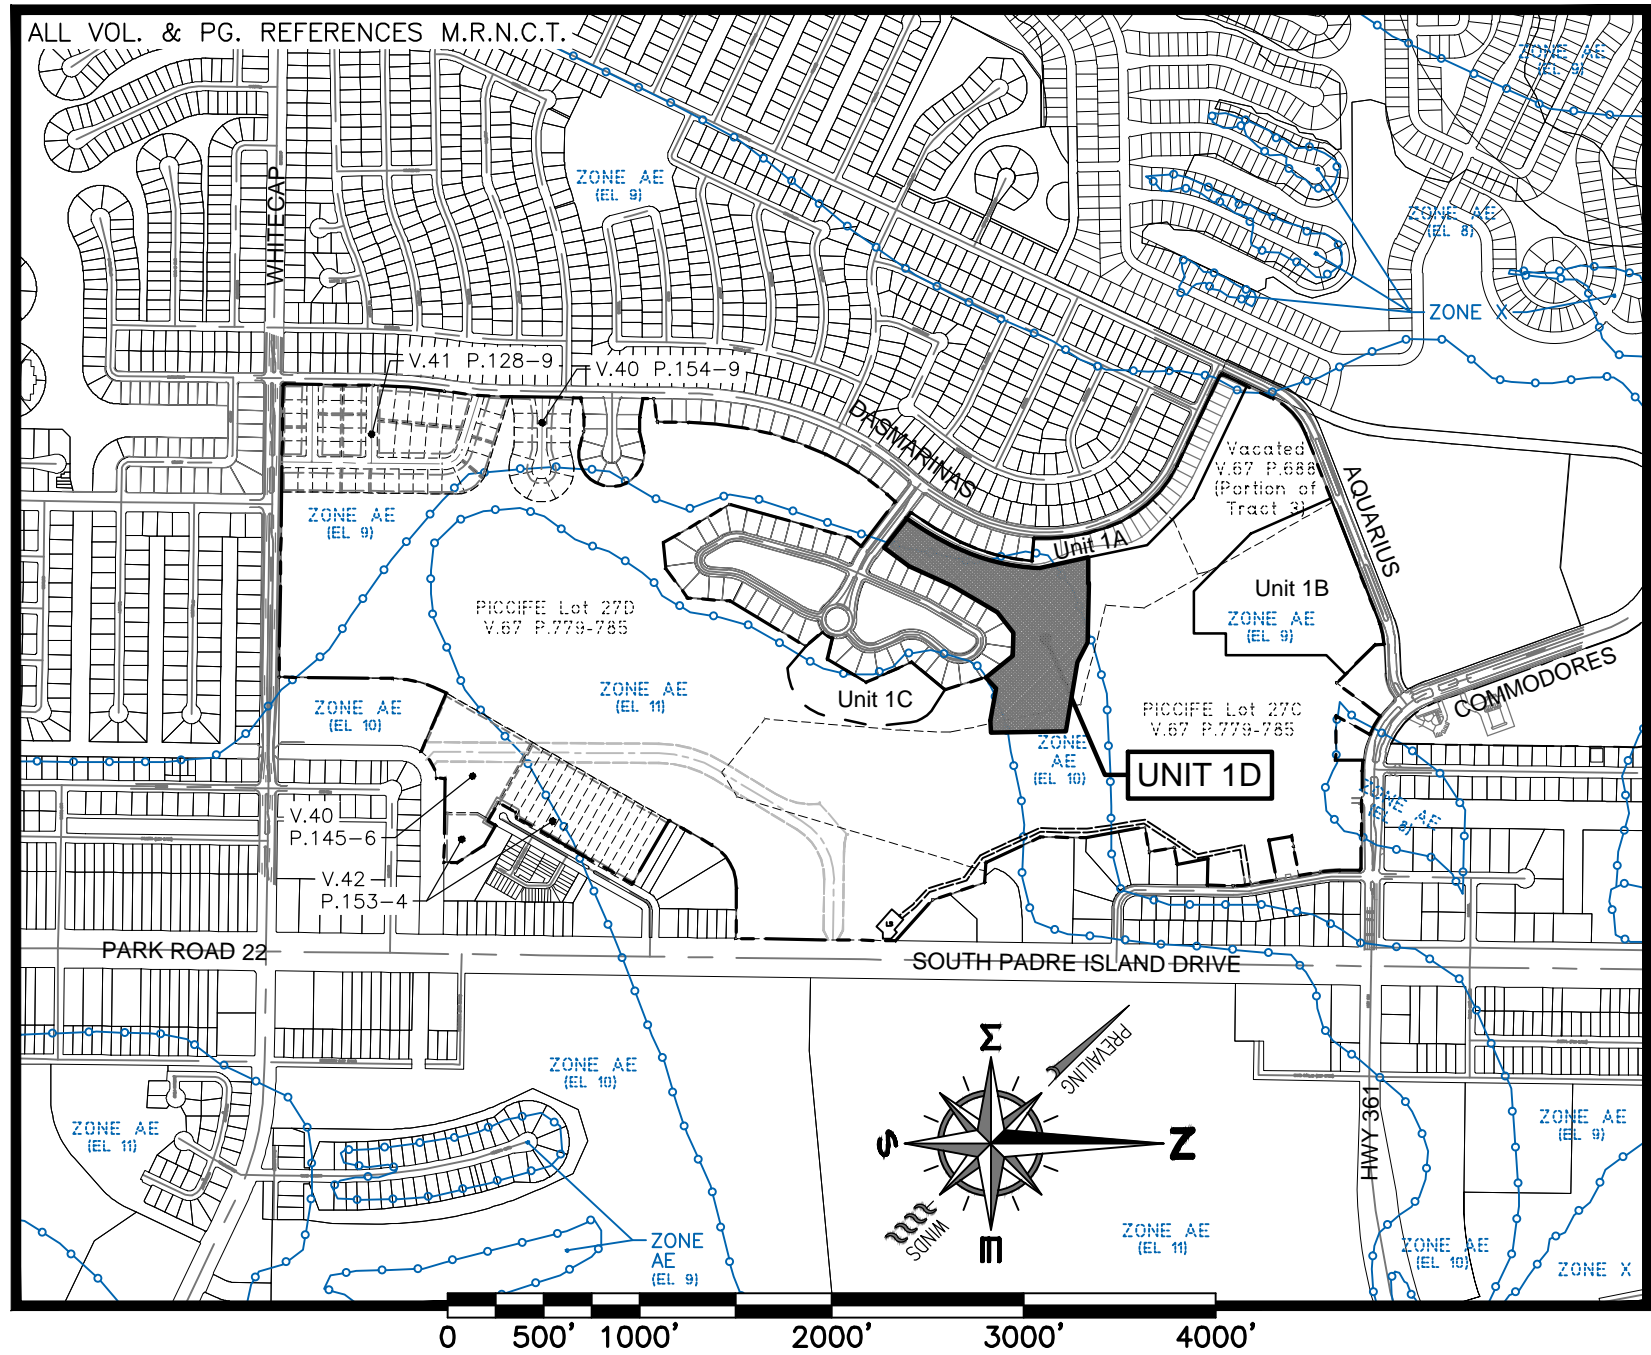 ALL VOL. & PG. REFERENCES M.R.N.C.T.
ZONE AE
(EL 9)
ZONE AE
(EL 9)
ZONE AE
(EL 8)
WHITECAP
ZONE X
V.41 P.128-9
V.40 P.154-9
DASMARINAS
Vacated
V.67 P.688
(Portion of
Tract 3)
AQUARIUS
ZONE AE
(EL 9)
Unit 1A
Unit 1B
ZONE AE
(EL 9)
PICCIFE Lot 27D
V.67 P.779-785
ZONE AE
(EL 11)
Unit 1C
ZONE AE
(EL 10)
COMMODORES
PICCIFE Lot 27C
V.67 P.779-785
ZONE
AE
(EL 10)
UNIT 1D
ZONE AE
(EL 8)
V.40
P.145-6
V.42
P.153-4
LS
PARK ROAD 22
SOUTH PADRE ISLAND DRIVE
PREVAILING
WINDS
N
S
E
W
HWY 361
ZONE AE
(EL 10)
ZONE AE
(EL 11)
ZONE AE
(EL 9)
ZONE
AE
(EL 9)
ZONE AE
(EL 11)
ZONE AE
(EL 10)
ZONE X
0 500' 1000' 2000' 3000' 4000'